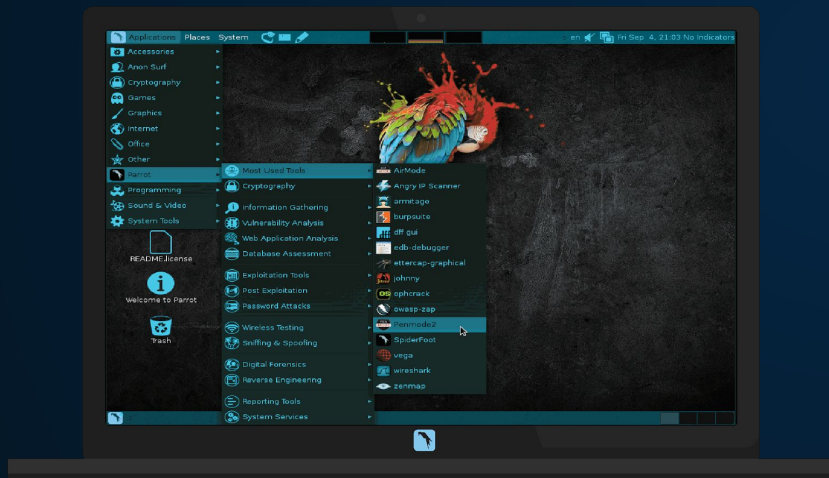 Applications Places System
en Fri Sep 4, 21:03 No Indicators
Accessories
Anon Surf
Cryptography
Games
Graphics
Internet
Office
Other
Parrot
Programming
Sound & Video
System Tools
README.license
Welcome to Parrot
Trash
Most Used Tools
Cryptography
Information Gathering
Vulnerability Analysis
Web Application Analysis
Database Assessment
Exploitation Tools
Post Exploitation
Password Attacks
Wireless Testing
Sniffing & Spoofing
Digital Forensics
Reverse Engineering
Reporting Tools
System Services
AirMode
Angry IP Scanner
armitage
burpsuite
dff gui
edb-debugger
ettercap-graphical
johnny
ophcrack
owasp-zap
Penmode2
SpiderFoot
vega
wireshark
zenmap